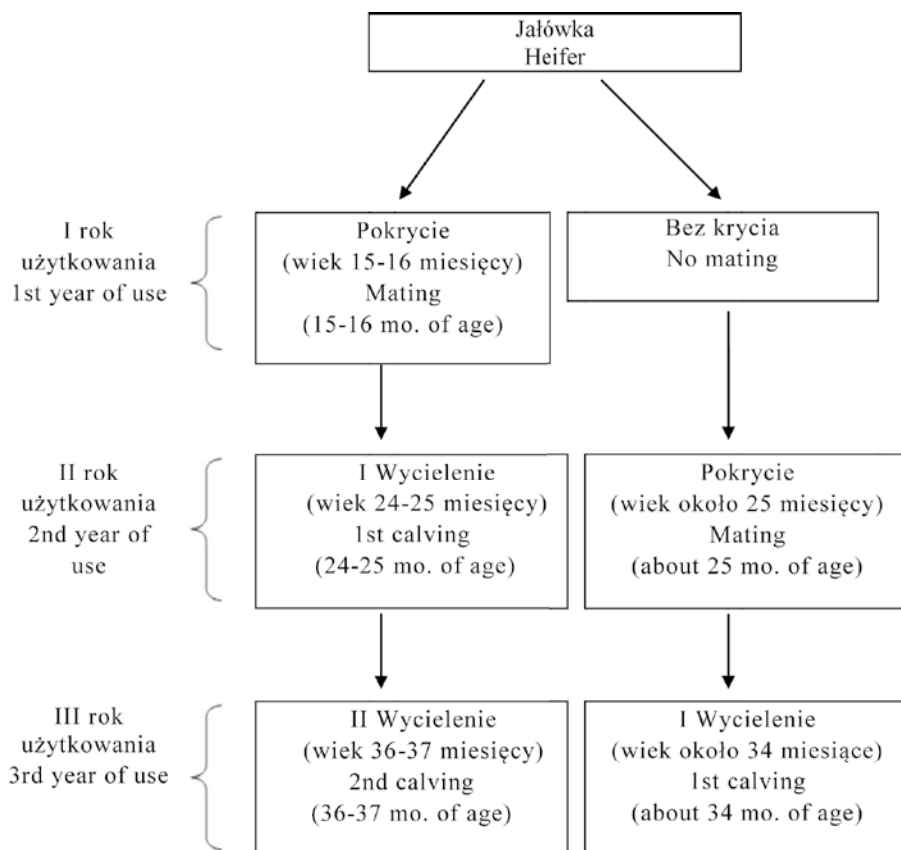 Jałówka
Heifer
I rok
użytkowania
1st year of use
Pokrycie
(wiek 15-16 miesięcy)
Mating
(15-16 mo. of age)
Bez krycia
No mating
II rok
użytkowania
2nd year of
use
I Wycielenie
(wiek 24-25 miesięcy)
1st calving
(24-25 mo. of age)
Pokrycie
(wiek około 25 miesięcy)
Mating
(about 25 mo. of age)
III rok
użytkowania
3rd year of use
II Wycielenie
(wiek 36-37 miesięcy)
2nd calving
(36-37 mo. of age)
I Wycielenie
(wiek około 34 miesiące)
1st calving
(about 34 mo. of age)